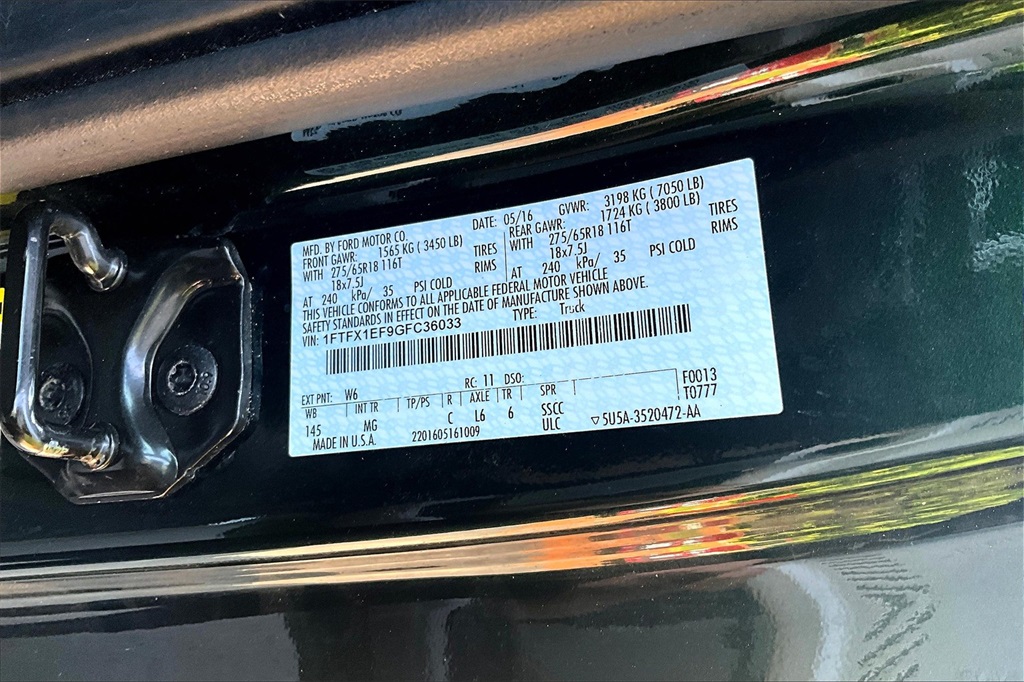 MFD. BY FORD MOTOR CO. DATE: 05/16 GVWR: 3198 KG ( 7050 LB)
FRONT GAWR: 1565 KG ( 3450 LB) REAR GAWR: 1724 KG ( 3800 LB)
WITH 275/65R18 116T TIRES WITH 275/65R18 116T TIRES
18x7.5J RIMS 18x7.5J RIMS
AT 240 kPa/ 35 PSI COLD AT 240 kPa/ 35 PSI COLD
THIS VEHICLE CONFORMS TO ALL APPLICABLE FEDERAL MOTOR VEHICLE
SAFETY STANDARDS IN EFFECT ON THE DATE OF MANUFACTURE SHOWN ABOVE.
VIN: 1FTFX1EF9GFC36033 TYPE: Truck
EXT PNT: W6 RC: 11 DSO: F0013
WB INT TR TP/PS R AXLE TR SPR T0777
145 MG C L6 6 SSCC
ULC ▽5U5A-3520472-AA
MADE IN U.S.A. 2201605161009